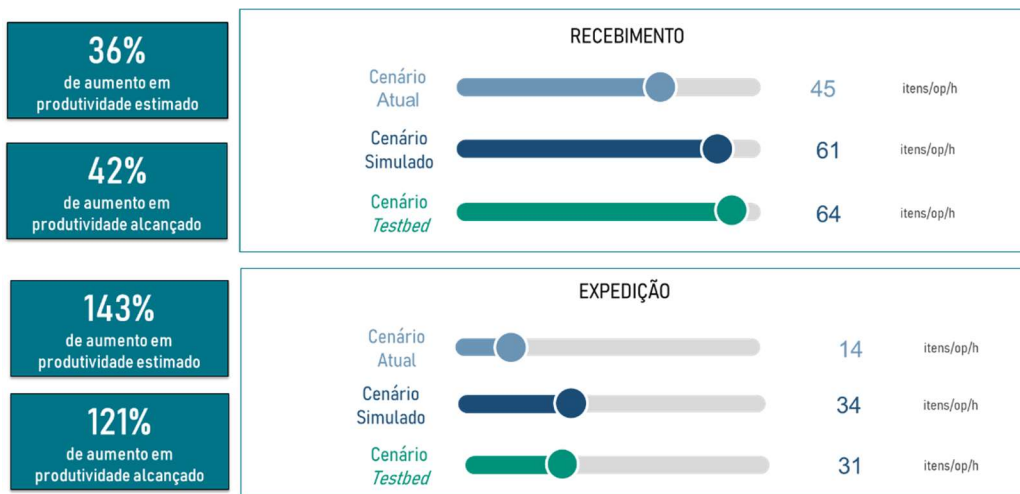 36%
de aumento em
produtividade estimado
42%
de aumento em
produtividade alcançado
RECEBIMENTO
Cenário
Atual
45 itens/op/h
Cenário
Simulado
61 itens/op/h
Cenário
Testbed
64 itens/op/h
143%
de aumento em
produtividade estimado
121%
de aumento em
produtividade alcançado
EXPEDIÇÃO
Cenário
Atual
14 itens/op/h
Cenário
Simulado
34 itens/op/h
Cenário
Testbed
31 itens/op/h